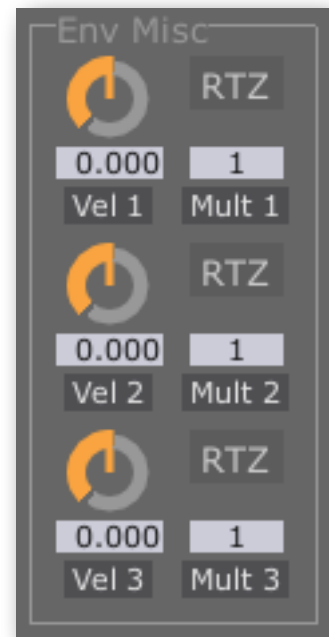 Env Misc
RTZ
0.000 1
Vel 1 Mult 1
RTZ
0.000 1
Vel 2 Mult 2
RTZ
0.000 1
Vel 3 Mult 3